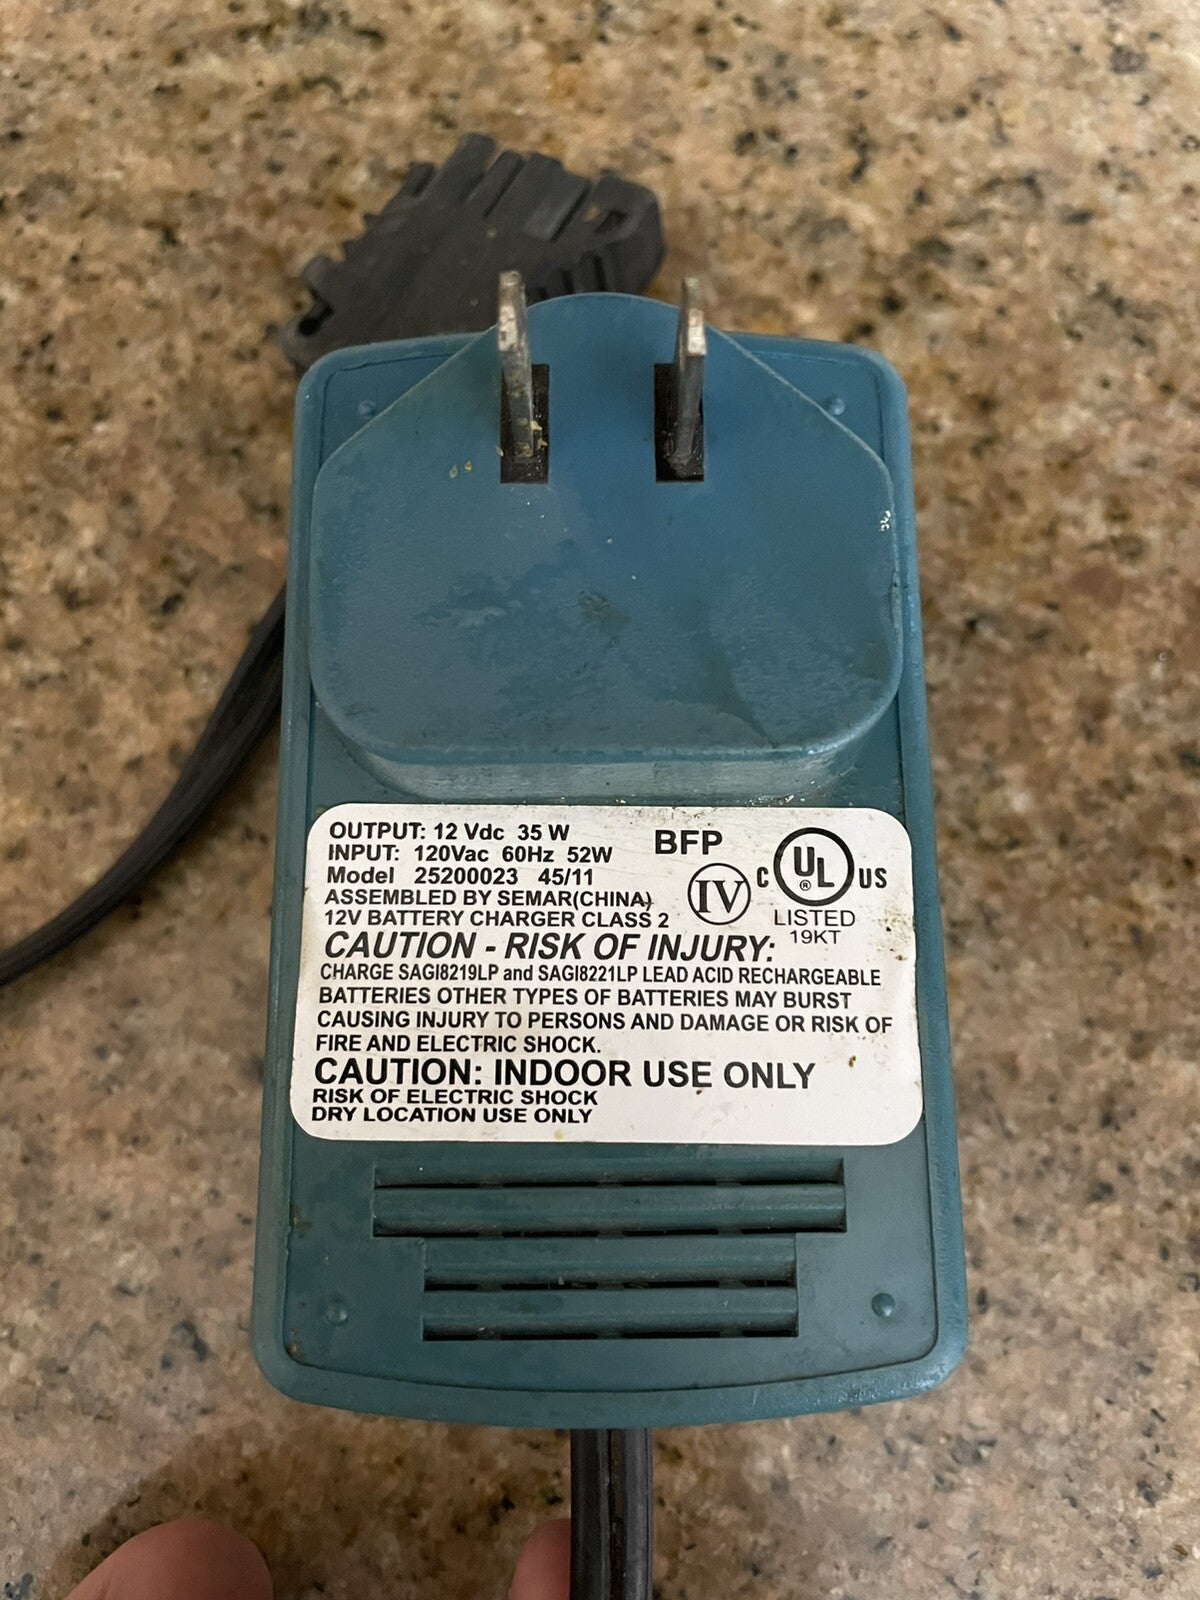 OUTPUT: 12 Vdc 35 W
INPUT: 120Vac 60Hz 52W
Model 25200023 45/11
ASSEMBLED BY SEMAR(CHINA)
12V BATTERY CHARGER CLASS 2
BFP
IV
C UL ® US
LISTED
19KT
CAUTION - RISK OF INJURY:
CHARGE SAGI8219LP and SAGI8221LP LEAD ACID RECHARGEABLE
BATTERIES OTHER TYPES OF BATTERIES MAY BURST
CAUSING INJURY TO PERSONS AND DAMAGE OR RISK OF
FIRE AND ELECTRIC SHOCK.
CAUTION: INDOOR USE ONLY
RISK OF ELECTRIC SHOCK
DRY LOCATION USE ONLY